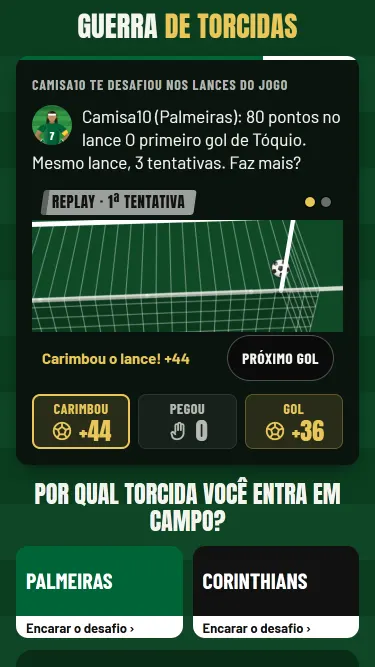 GUERRA DE TORCIDAS
CAMISA10 TE DESAFIOU NOS LANCES DO JOGO
7
Camisa10 (Palmeiras): 80 pontos no
lance O primeiro gol de Tóquio.
Mesmo lance, 3 tentativas. Faz mais?
REPLAY · 1ª TENTATIVA
Carimbou o lance! +44
PRÓXIMO GOL
CARIMBOU
+44
PEGOU
0
GOL
+36
POR QUAL TORCIDA VOCÊ ENTRA EM
CAMPO?
PALMEIRAS
Encarar o desafio ›
CORINTHIANS
Encarar o desafio ›